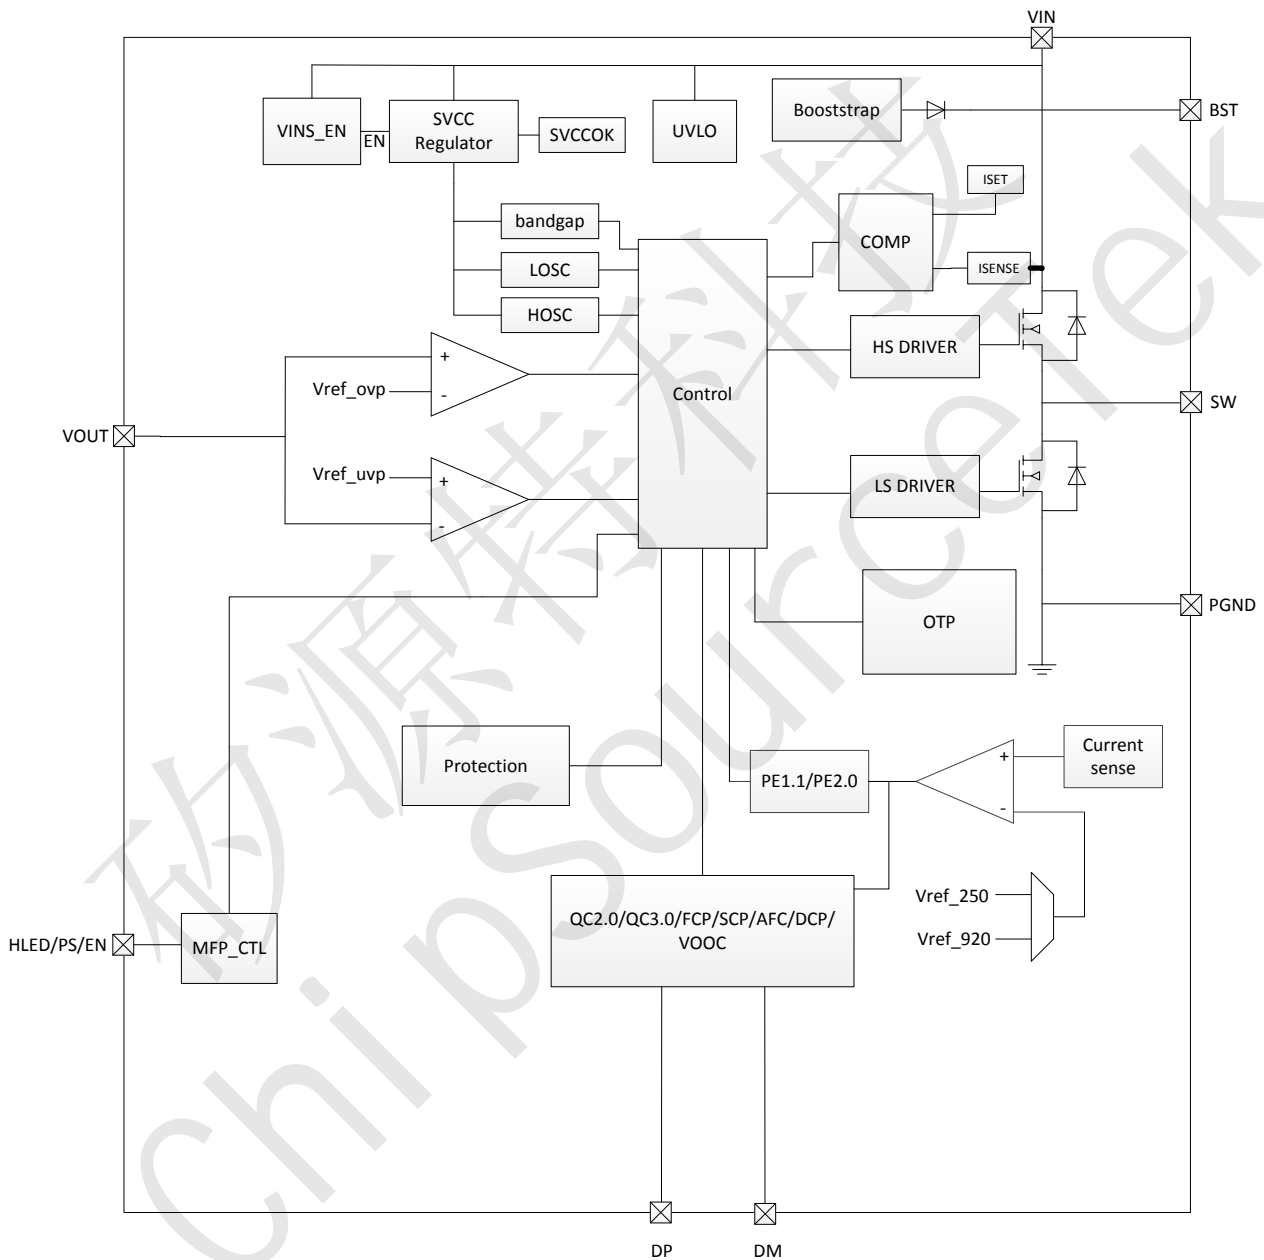 VIN
VINS_EN
EN
SVCC
Regulator
SVCCOK
UVLO
Booststrap
BST
ISET
bandgap
COMP
LOSC
ISENSE
HOSC
+
Vref_ovp
-
HS DRIVER
Control
SW
VOUT
Vref_uvp
+
-
LS DRIVER
PGND
OTP
Protection
PE1.1/PE2.0
+
-
Current
sense
QC2.0/QC3.0/FCP/SCP/AFC/DCP/
VOOC
Vref_250
Vref_920
HLED/PS/EN
MFP_CTL
DP
DM
矽源特科技
ChipSourceTek